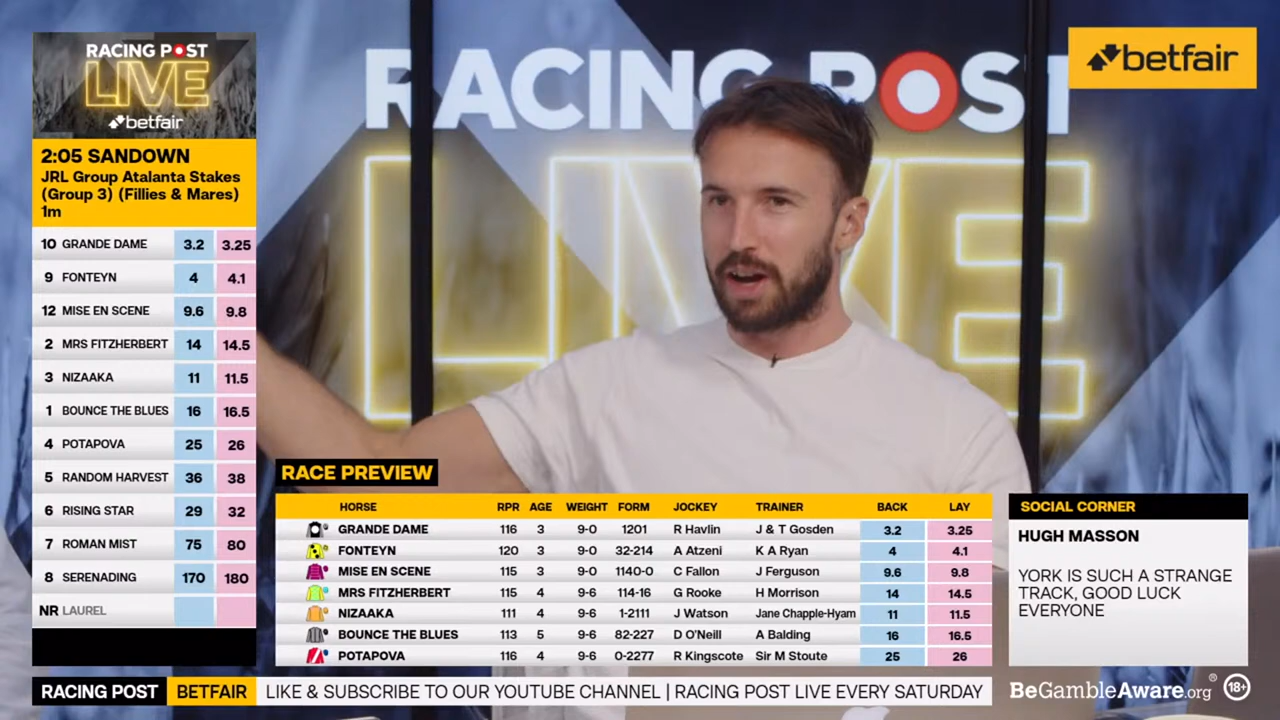 RACING POST
LIVE
betfair
2:05 SANDOWN
JRL Group Atalanta Stakes
(Group 3) (Fillies & Mares)
1m
10 GRANDE DAME 3.2 3.25
9 FONTEYN 4 4.1
12 MISE EN SCENE 9.6 9.8
2 MRS FITZHERBERT 14 14.5
3 NIZAAKA 11 11.5
1 BOUNCE THE BLUES 16 16.5
4 POTAPOVA 25 26
5 RANDOM HARVEST 36 38
6 RISING STAR 29 32
7 ROMAN MIST 75 80
8 SERENADING 170 180
NR LAUREL
RACING POST
LIVE
betfair
RACE PREVIEW
HORSE RPR AGE WEIGHT FORM JOCKEY TRAINER BACK LAY
GRANDE DAME 116 3 9-0 1201 R Havlin J & T Gosden 3.2 3.25
FONTEYN 120 3 9-0 32-214 A Atzeni K A Ryan 4 4.1
MISE EN SCENE 115 3 9-0 1140-0 C Fallon J Ferguson 9.6 9.8
MRS FITZHERBERT 115 4 9-6 114-16 G Rooke H Morrison 14 14.5
NIZAAKA 111 4 9-6 1-2111 J Watson Jane Chapple-Hyam 11 11.5
BOUNCE THE BLUES 113 5 9-6 82-227 D O'Neill A Balding 16 16.5
POTAPOVA 116 4 9-6 0-2277 R Kingscote Sir M Stoute 25 26
SOCIAL CORNER
HUGH MASSON
YORK IS SUCH A STRANGE
TRACK, GOOD LUCK
EVERYONE
RACING POST BETFAIR LIKE & SUBSCRIBE TO OUR YOUTUBE CHANNEL | RACING POST LIVE EVERY SATURDAY
BeGambleAware.org® 18+